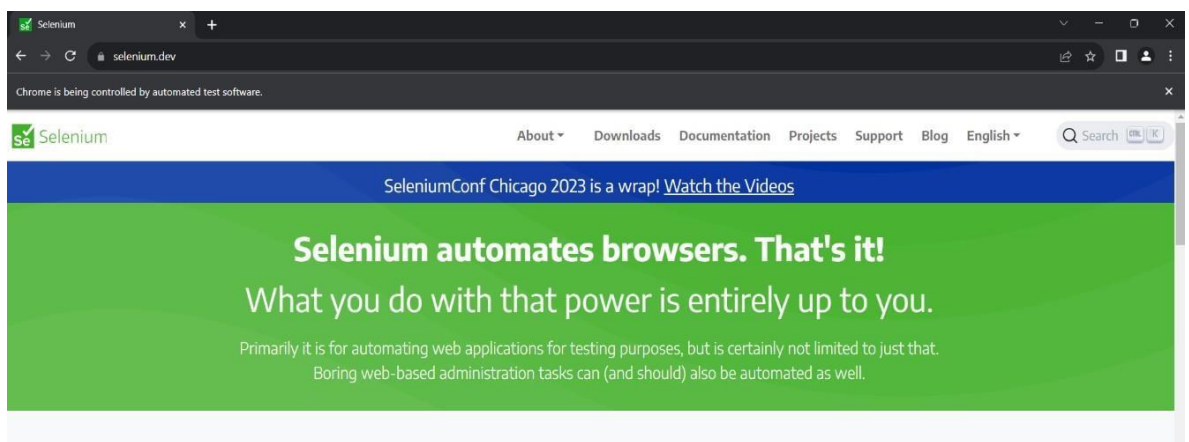 Selenium
selenium.dev
Chrome is being controlled by automated test software.
Se Selenium About Downloads Documentation Projects Support Blog English Search CTRL K
SeleniumConf Chicago 2023 is a wrap! Watch the Videos
Selenium automates browsers. That's it!
What you do with that power is entirely up to you.
Primarily it is for automating web applications for testing purposes, but is certainly not limited to just that.
Boring web-based administration tasks can (and should) also be automated as well.